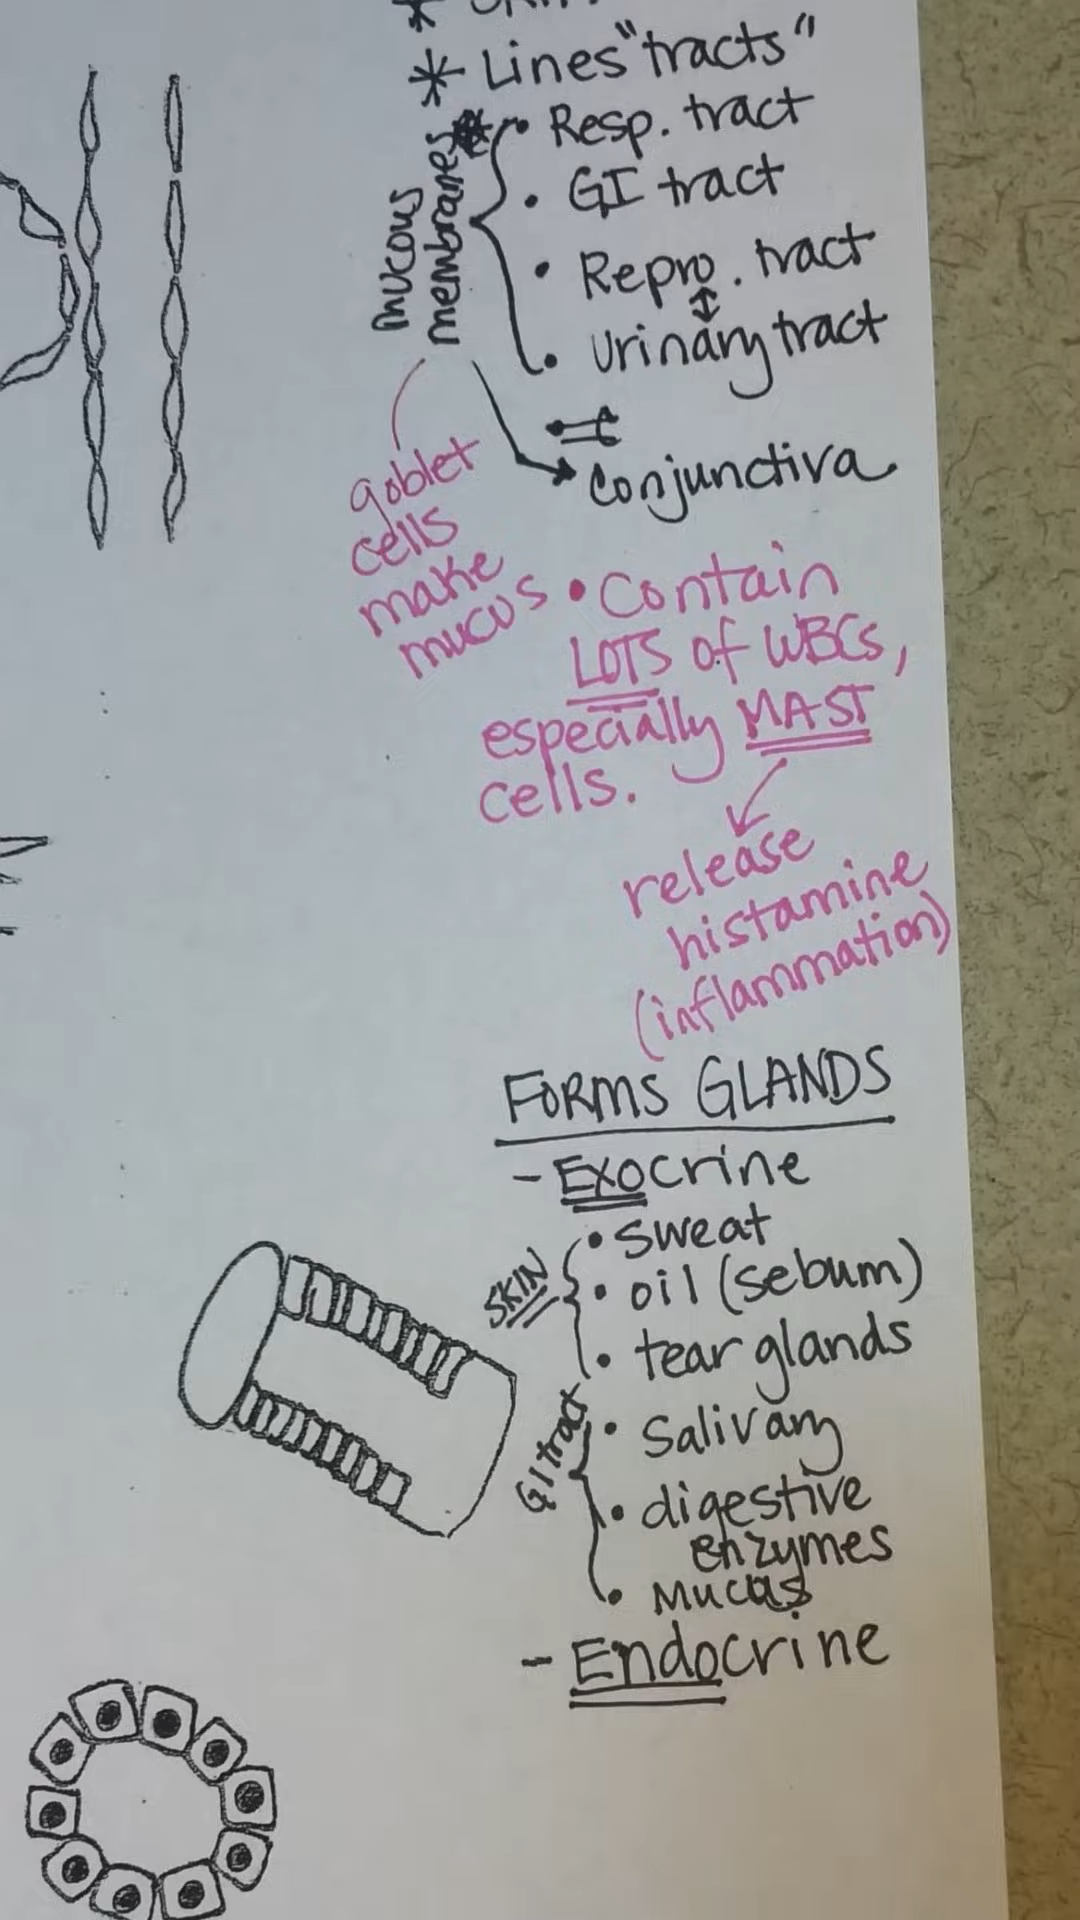 * Lines "tracts"
mucous
membranes
• Resp. tract
• GI tract
• Repro. tract
↕
• Urinary tract
Conjunctiva
goblet
cells
make
mucus
• Contain
LOTS of WBCs,
especially MAST
cells.
release
histamine
(inflammation)
FORMS GLANDS
- Exocrine
SKIN
• sweat
• oil (sebum)
• tear glands
GI tract
• Salivary
• digestive
enzymes
• Mucus
- Endocrine